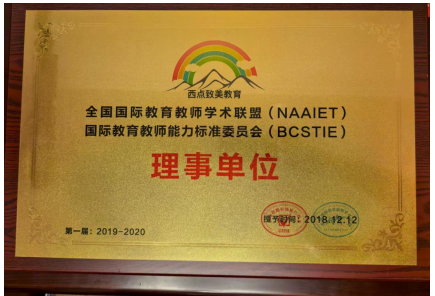 西点致美教育
全国国际教育教师学术联盟（NAAIET）
国际教育教师能力标准委员会（BCSTIE）
理事单位
授予时间：2018.12.12
第一届：2019-2020